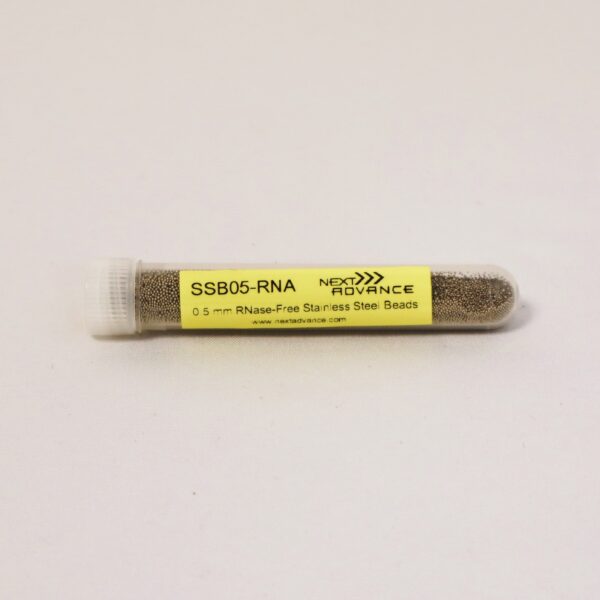 SSB05-RNA
NEXT ADVANCE
0.5 mm RNase-Free Stainless Steel Beads
www.nextadvance.com